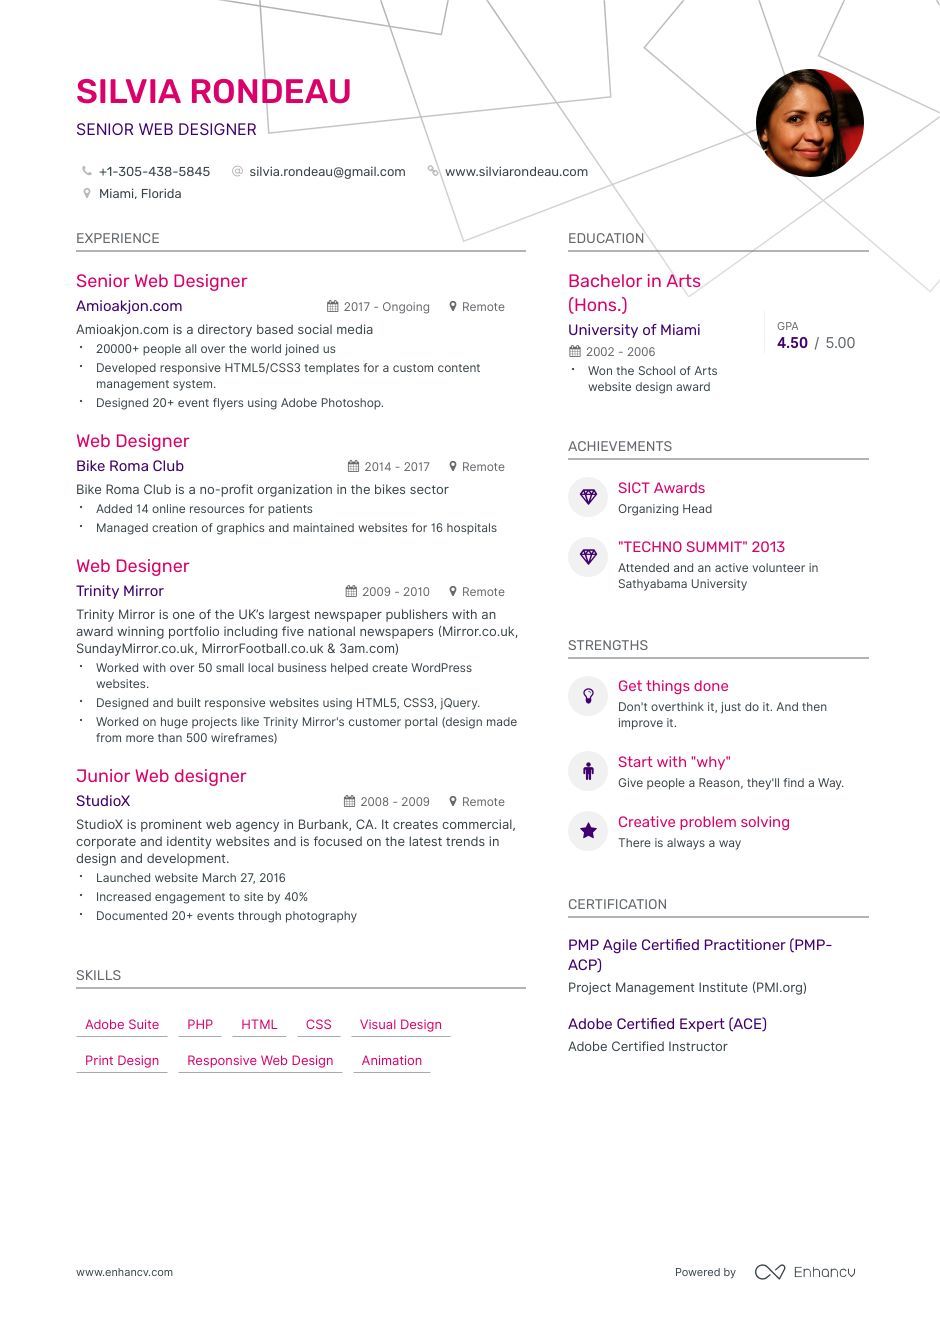 SILVIA RONDEAU
SENIOR WEB DESIGNER
+1-305-438-5845 silvia.rondeau@gmail.com www.silviarondeau.com
Miami, Florida
EXPERIENCE
Senior Web Designer
Amioakjon.com 2017 - Ongoing Remote
Amioakjon.com is a directory based social media
· 20000+ people all over the world joined us
· Developed responsive HTML5/CSS3 templates for a custom content
management system.
· Designed 20+ event flyers using Adobe Photoshop.
Web Designer
Bike Roma Club 2014 - 2017 Remote
Bike Roma Club is a no-profit organization in the bikes sector
· Added 14 online resources for patients
· Managed creation of graphics and maintained websites for 16 hospitals
Web Designer
Trinity Mirror 2009 - 2010 Remote
Trinity Mirror is one of the UK's largest newspaper publishers with an
award winning portfolio including five national newspapers (Mirror.co.uk,
SundayMirror.co.uk, MirrorFootball.co.uk & 3am.com)
· Worked with over 50 small local business helped create WordPress
websites.
· Designed and built responsive websites using HTML5, CSS3, jQuery.
· Worked on huge projects like Trinity Mirror's customer portal (design made
from more than 500 wireframes)
Junior Web designer
StudioX 2008 - 2009 Remote
StudioX is prominent web agency in Burbank, CA. It creates commercial,
corporate and identity websites and is focused on the latest trends in
design and development.
· Launched website March 27, 2016
· Increased engagement to site by 40%
· Documented 20+ events through photography
SKILLS
Adobe Suite PHP HTML CSS Visual Design
Print Design Responsive Web Design Animation
EDUCATION
Bachelor in Arts
(Hons.)
University of Miami
2002 - 2006
· Won the School of Arts
website design award
GPA
4.50 / 5.00
ACHIEVEMENTS
SICT Awards
Organizing Head
"TECHNO SUMMIT" 2013
Attended and an active volunteer in
Sathyabama University
STRENGTHS
Get things done
Don't overthink it, just do it. And then
improve it.
Start with "why"
Give people a Reason, they'll find a Way.
Creative problem solving
There is always a way
CERTIFICATION
PMP Agile Certified Practitioner (PMP-
ACP)
Project Management Institute (PMI.org)
Adobe Certified Expert (ACE)
Adobe Certified Instructor
www.enhancv.com
Powered by Enhancv